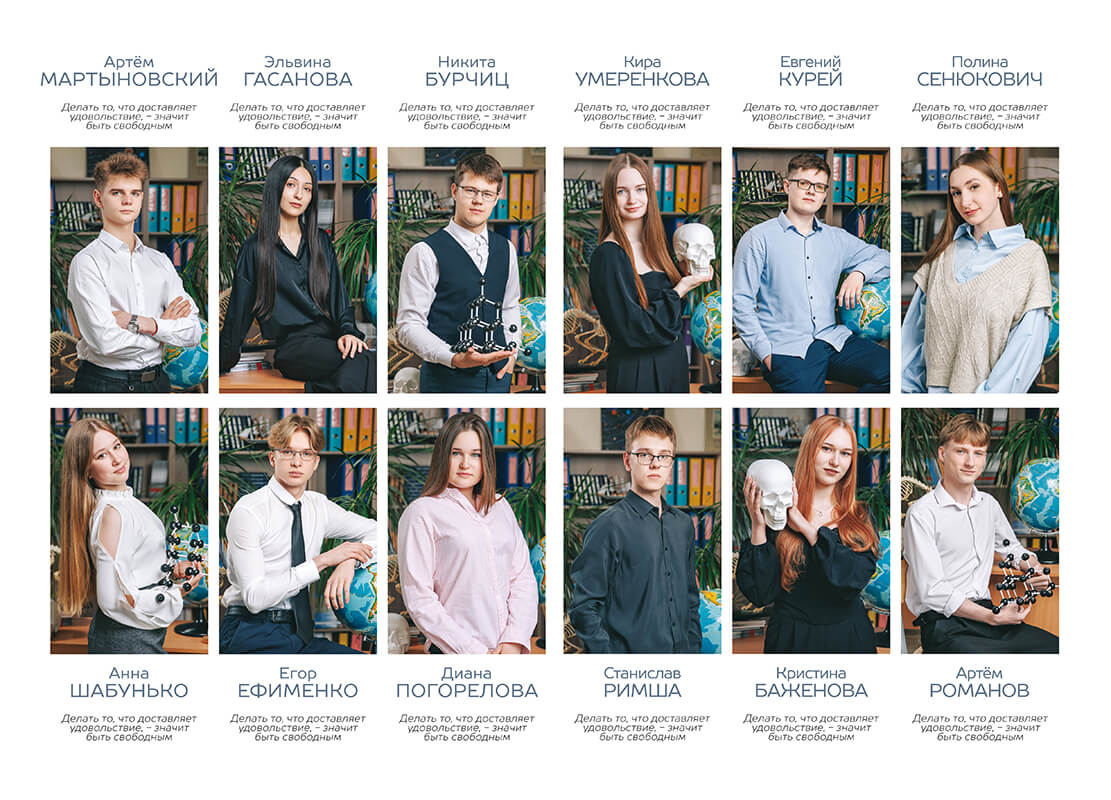 Артём
МАРТЫНОВСКИЙ
Делать то, что доставляет
удовольствие, – значит
быть свободным
Эльвина
ГАСАНОВА
Делать то, что доставляет
удовольствие, – значит
быть свободным
Никита
БУРЧИЦ
Делать то, что доставляет
удовольствие, – значит
быть свободным
Кира
УМЕРЕНКОВА
Делать то, что доставляет
удовольствие, – значит
быть свободным
Евгений
КУРЕЙ
Делать то, что доставляет
удовольствие, – значит
быть свободным
Полина
СЕНЮКОВИЧ
Делать то, что доставляет
удовольствие, – значит
быть свободным
Анна
ШАБУНЬКО
Делать то, что доставляет
удовольствие, – значит
быть свободным
Егор
ЕФИМЕНКО
Делать то, что доставляет
удовольствие, – значит
быть свободным
Диана
ПОГОРЕЛОВА
Делать то, что доставляет
удовольствие, – значит
быть свободным
Станислав
РИМША
Делать то, что доставляет
удовольствие, – значит
быть свободным
Кристина
БАЖЕНОВА
Делать то, что доставляет
удовольствие, – значит
быть свободным
Артём
РОМАНОВ
Делать то, что доставляет
удовольствие, – значит
быть свободным